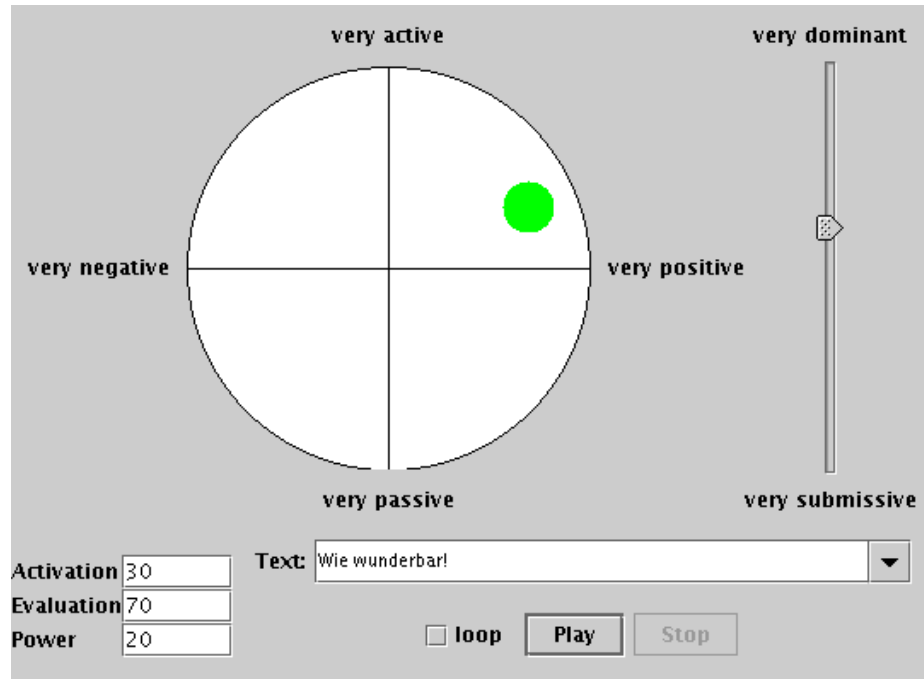 very active
very dominant
very negative
very positive
very passive
very submissive
Text: Wie wunderbar!
Activation 30
Evaluation 70
Power 20
loop Play Stop